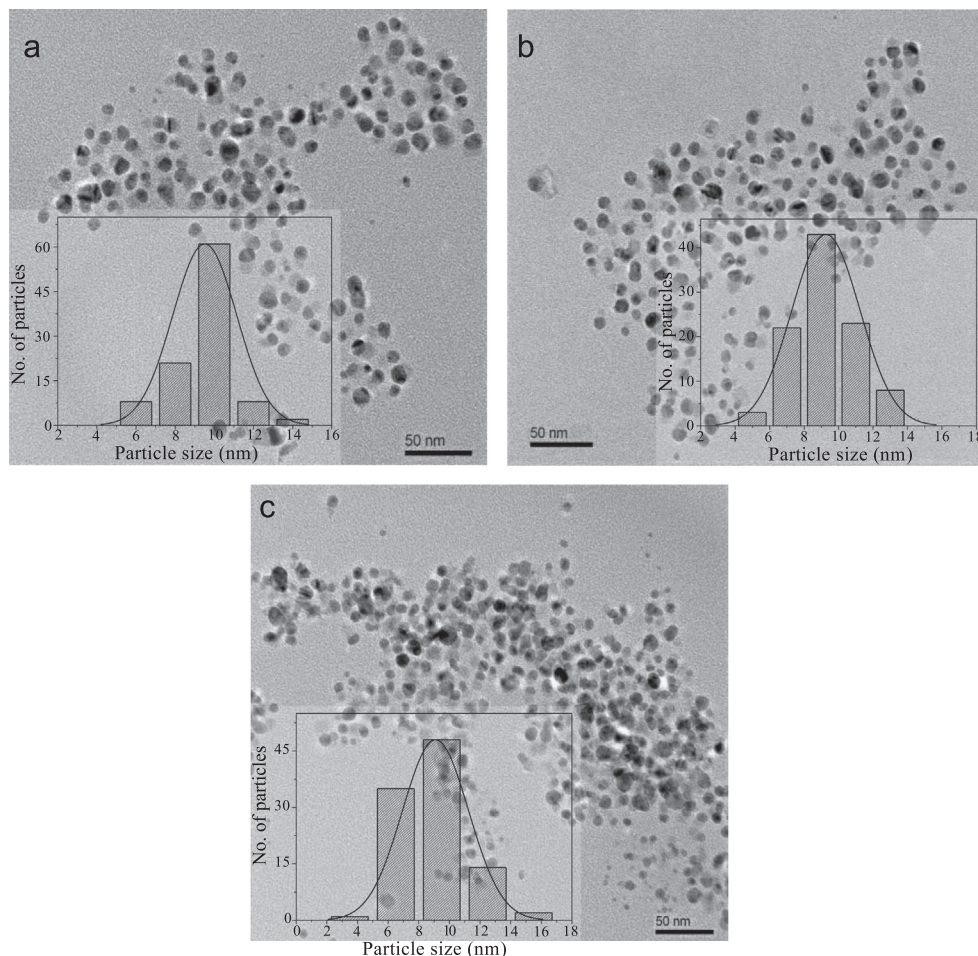 a
60
45
30
15
0
No. of particles
2 4 6 8 10 12 14 16
Particle size (nm)
50 nm
b
40
30
20
10
0
No. of particles
2 4 6 8 10 12 14 16 18
Particle size (nm)
50 nm
c
45
30
15
0
No. of particles
0 2 4 6 8 10 12 14 16 18
Particle size (nm)
50 nm